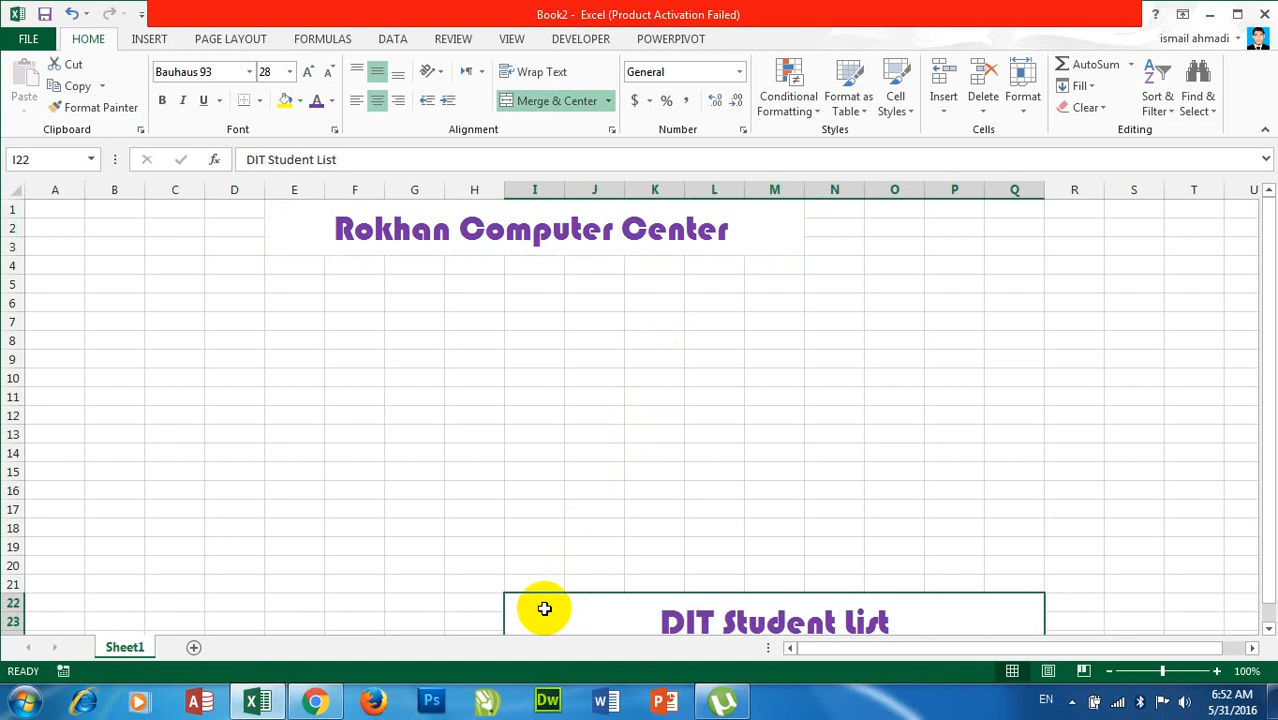 Book2 - Excel (Product Activation Failed)
?
FILE
HOME
INSERT
PAGE LAYOUT
FORMULAS
DATA
REVIEW
VIEW
DEVELOPER
POWERPIVOT
ismail ahmadi
Paste
Cut
Copy
Format Painter
Clipboard
Bauhaus 93
28
B I U
Font
Wrap Text
Merge & Center
Alignment
General
$ % ,
Number
Conditional Formatting
Format as Table
Cell Styles
Styles
Insert
Delete
Format
Cells
AutoSum
Fill
Clear
Sort & Filter
Find & Select
Editing
I22
fx
DIT Student List
A B C D E F G H I J K L M N O P Q R S T U
1
2
3
4
5
6
7
8
9
10
11
12
13
14
15
16
17
18
19
20
21
22
23
Rokhan Computer Center
DIT Student List
Sheet1
READY
100%
Ps
Dw
EN
6:52 AM
5/31/2016